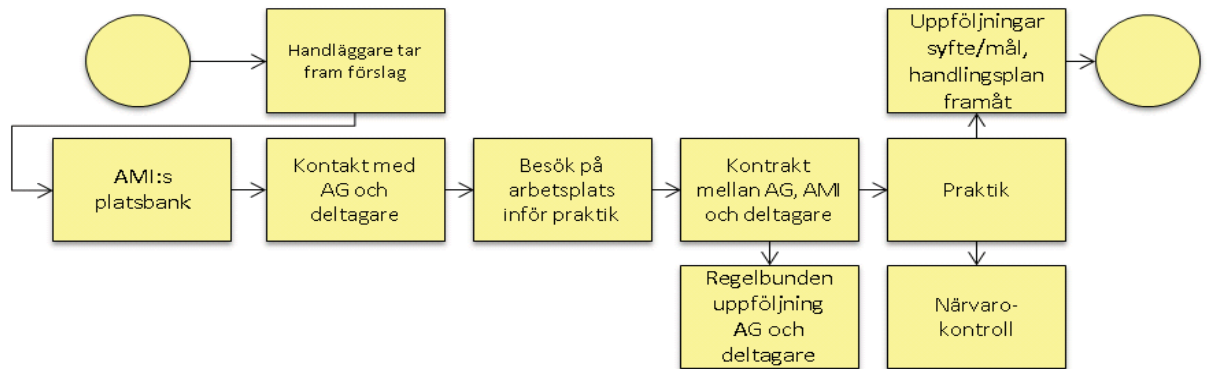 Handläggare tar
fram förslag
Uppföljningar
syfte/mål,
handlingsplan
framåt
AMI:s
platsbank
Kontakt med
AG och
deltagare
Besök på
arbetsplats
inför praktik
Kontrakt
mellan AG, AMI
och deltagare
Praktik
Regelbunden
uppföljning
AG och
deltagare
Närvaro-
kontroll